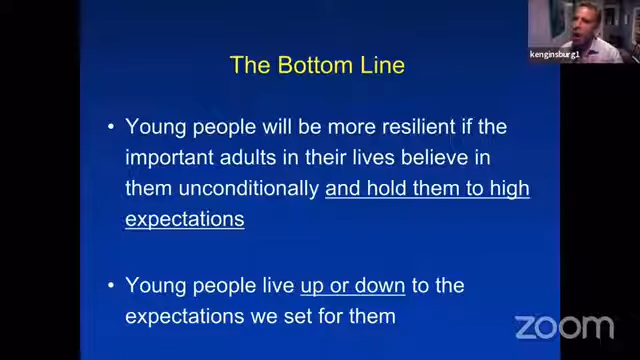 kenginsburg1
The Bottom Line
• Young people will be more resilient if the
important adults in their lives believe in
them unconditionally and hold them to high
expectations
• Young people live up or down to the
expectations we set for them
zoom